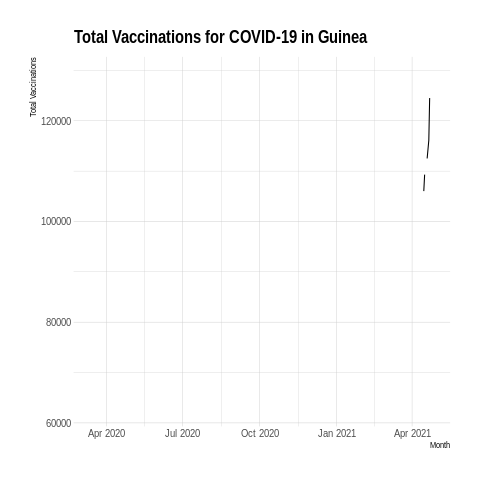 Total Vaccinations for COVID-19 in Guinea
Total Vaccinations
120000
100000
80000
60000
Apr 2020 Jul 2020 Oct 2020 Jan 2021 Apr 2021
Month